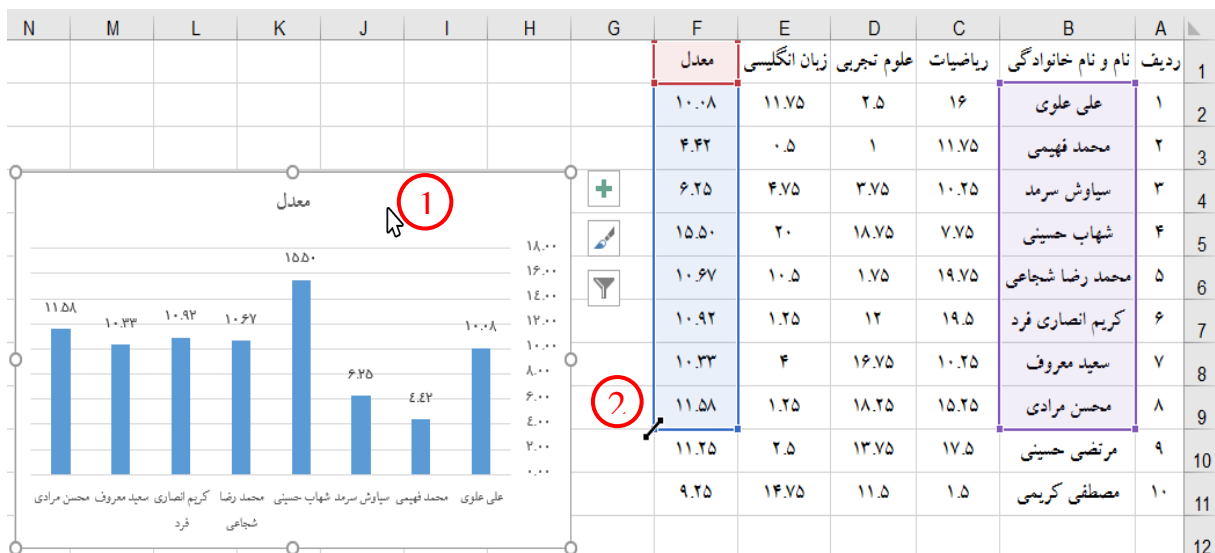 N M L K J I H G F E D C B A
1 ردیف نام و نام خانوادگی ریاضیات علوم تجربی زبان انگلیسی معدل
2 ۱ علی علوی ۱۶ ۲.۵ ۱۱.۷۵ ۱۰.۰۸
3 ۲ محمد فهیمی ۱۱.۷۵ ۱ ۰.۵ ۴.۴۲
4 ۳ سیاوش سرمد ۱۰.۲۵ ۳.۷۵ ۴.۷۵ ۶.۲۵
5 ۴ شهاب حسینی ۷.۷۵ ۱۸.۷۵ ۲۰ ۱۵.۵۰
6 ۵ محمد رضا شجاعی ۱۹.۷۵ ۱.۷۵ ۱۰.۵ ۱۰.۶۷
7 ۶ کریم انصاری فرد ۱۹.۵ ۱۲ ۱.۲۵ ۱۰.۹۲
8 ۷ سعید معروف ۱۰.۲۵ ۱۶.۷۵ ۴ ۱۰.۳۳
9 ۸ محسن مرادی ۱۵.۲۵ ۱۸.۲۵ ۱.۲۵ ۱۱.۵۸
10 ۹ مرتضی حسینی ۱۷.۵ ۱۳.۷۵ ۲.۵ ۱۱.۲۵
11 ۱۰ مصطفی کریمی ۱.۵ ۱۱.۵ ۱۴.۷۵ ۹.۲۵
12
1
2
معدل
۱۸.۰۰
۱۶.۰۰
۱٤.۰۰
۱۲.۰۰
۱۰.۰۰
۸.۰۰
۶.۰۰
٤.۰۰
۲.۰۰
۰.۰۰
۱۰.۰۸
٤.٤۲
۶.۲۵
۱۵.۵۰
۱۰.۶۷
۱۰.۹۲
۱۰.۳۳
۱۱.۵۸
علی علوی
محمد فهیمی
سیاوش سرمد
شهاب حسینی
محمد رضا
شجاعی
کریم انصاری
فرد
سعید معروف
محسن مرادی